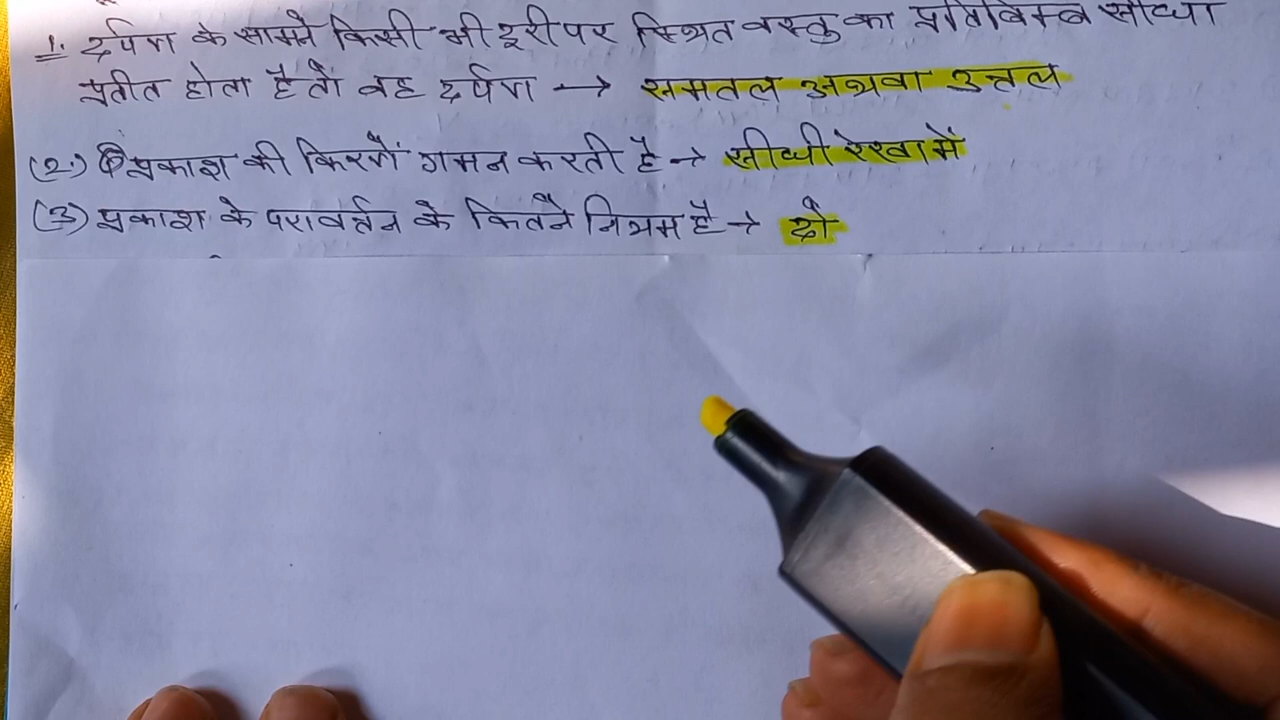 1. दर्पण के सामने किसी भी दूरी पर स्थित वस्तु का प्रतिबिम्ब सीधा
प्रतीत होता है तो वह दर्पण → समतल अथवा उत्तल
(2.) प्रकाश की किरणें गमन करती है → सीधी रेखा में
(3) प्रकाश के परावर्तन के कितने नियम है → दो